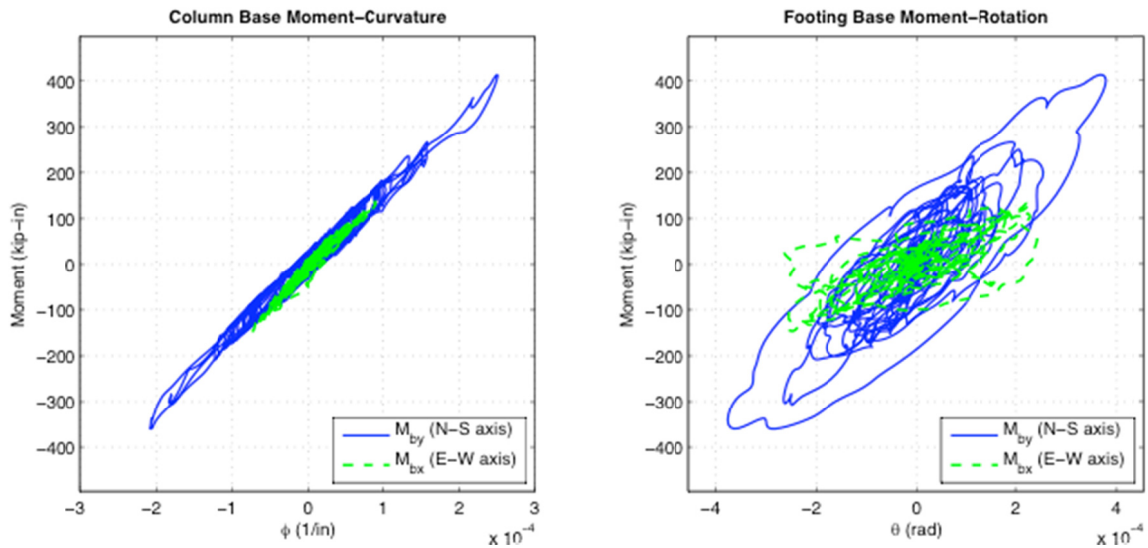 Column Base Moment−Curvature
Moment (kip−in)
400
300
200
100
0
−100
−200
−300
−400
−3
−2
−1
0
1
2
3
ϕ (1/in)
x 10⁻⁴
M_by (N−S axis)
M_bx (E−W axis)
Footing Base Moment−Rotation
Moment (kip−in)
400
300
200
100
0
−100
−200
−300
−400
−4
−2
0
2
4
θ (rad)
x 10⁻⁴
M_by (N−S axis)
M_bx (E−W axis)